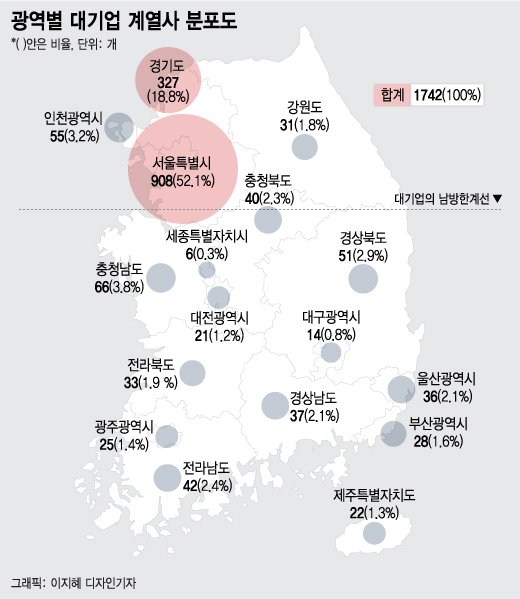 광역별 대기업 계열사 분포도
*( )안은 비율, 단위: 개
경기도
327
(18.8%)
합계 1742(100%)
인천광역시
55(3.2%)
강원도
31(1.8%)
서울특별시
908(52.1%)
충청북도
40(2.3%)
대기업의 남방한계선 ▼
세종특별자치시
6(0.3%)
경상북도
51(2.9%)
충청남도
66(3.8%)
대전광역시
21(1.2%)
대구광역시
14(0.8%)
전라북도
33(1.9 %)
울산광역시
36(2.1%)
경상남도
37(2.1%)
광주광역시
25(1.4%)
부산광역시
28(1.6%)
전라남도
42(2.4%)
제주특별자치도
22(1.3%)
그래픽: 이지혜 디자인기자